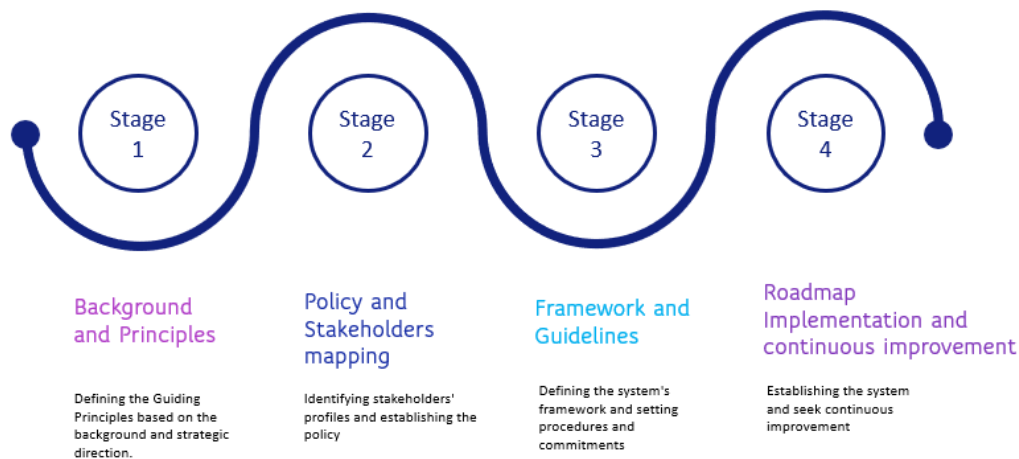 Stage
1
Stage
2
Stage
3
Stage
4
Background
and Principles
Defining the Guiding
Principles based on the
background and strategic
direction.
Policy and
Stakeholders
mapping
Identifying stakeholders'
profiles and establishing the
policy
Framework and
Guidelines
Defining the system's
framework and setting
procedures and
commitments
Roadmap
Implementation and
continuous improvement
Establishing the system
and seek continuous
improvement